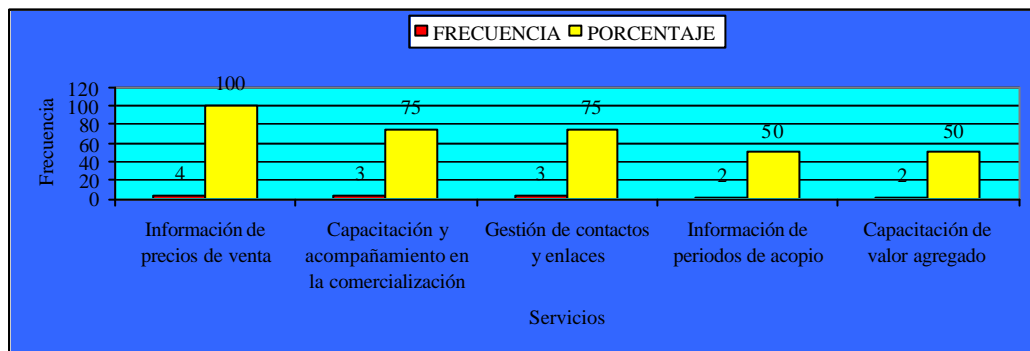 FRECUENCIA PORCENTAJE
Frecuencia
120
100
80
60
40
20
0
4 100
3 75
3 75
2 50
2 50
Información de
precios de venta
Capacitación y
acompañamiento en
la comercialización
Gestión de contactos
y enlaces
Información de
periodos de acopio
Capacitación de
valor agregado
Servicios